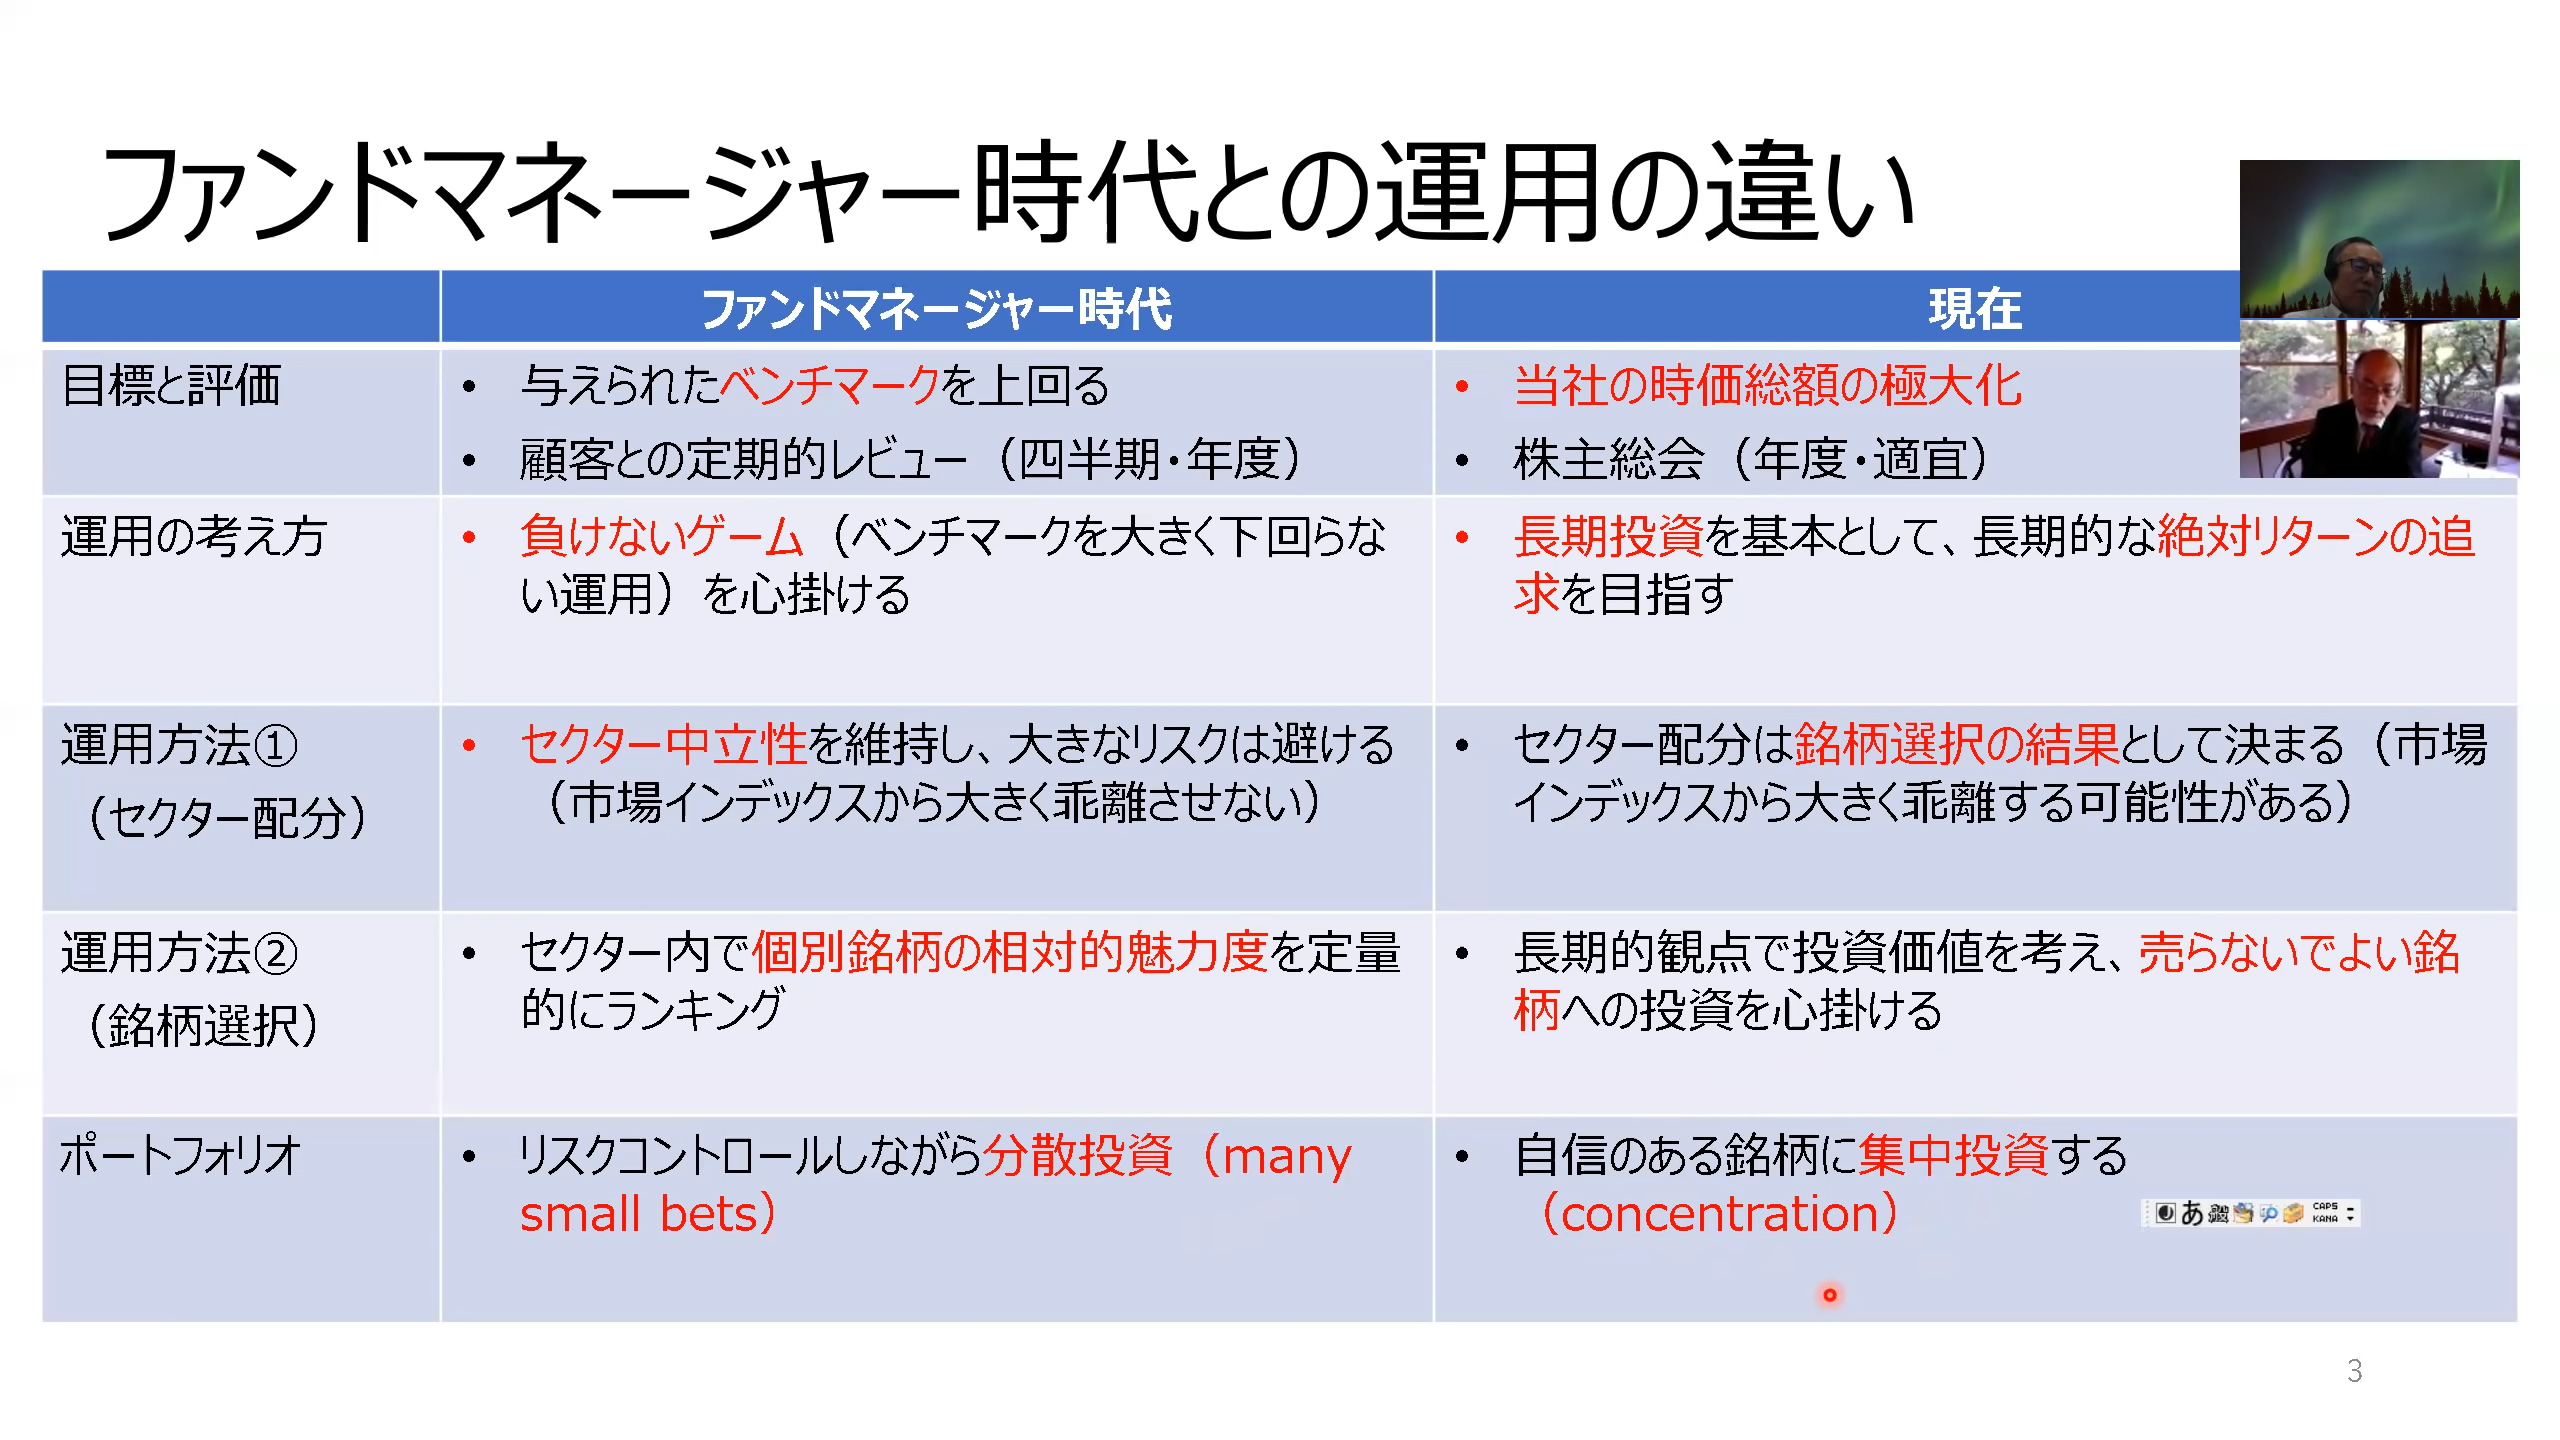 ファンドマネージャー時代との運用の違い
ファンドマネージャー時代
現在
目標と評価
• 与えられたベンチマークを上回る
• 顧客との定期的レビュー（四半期・年度）
• 当社の時価総額の極大化
• 株主総会（年度・適宜）
運用の考え方
• 負けないゲーム（ベンチマークを大きく下回らな
い運用）を心掛ける
• 長期投資を基本として、長期的な絶対リターンの追
求を目指す
運用方法①
（セクター配分）
• セクター中立性を維持し、大きなリスクは避ける
（市場インデックスから大きく乖離させない）
• セクター配分は銘柄選択の結果として決まる（市場
インデックスから大きく乖離する可能性がある）
運用方法②
（銘柄選択）
• セクター内で個別銘柄の相対的魅力度を定量
的にランキング
• 長期的観点で投資価値を考え、売らないでよい銘
柄への投資を心掛ける
ポートフォリオ
• リスクコントロールしながら分散投資（many
small bets）
• 自信のある銘柄に集中投資する
（concentration）
あ
CAPS
KANA
3